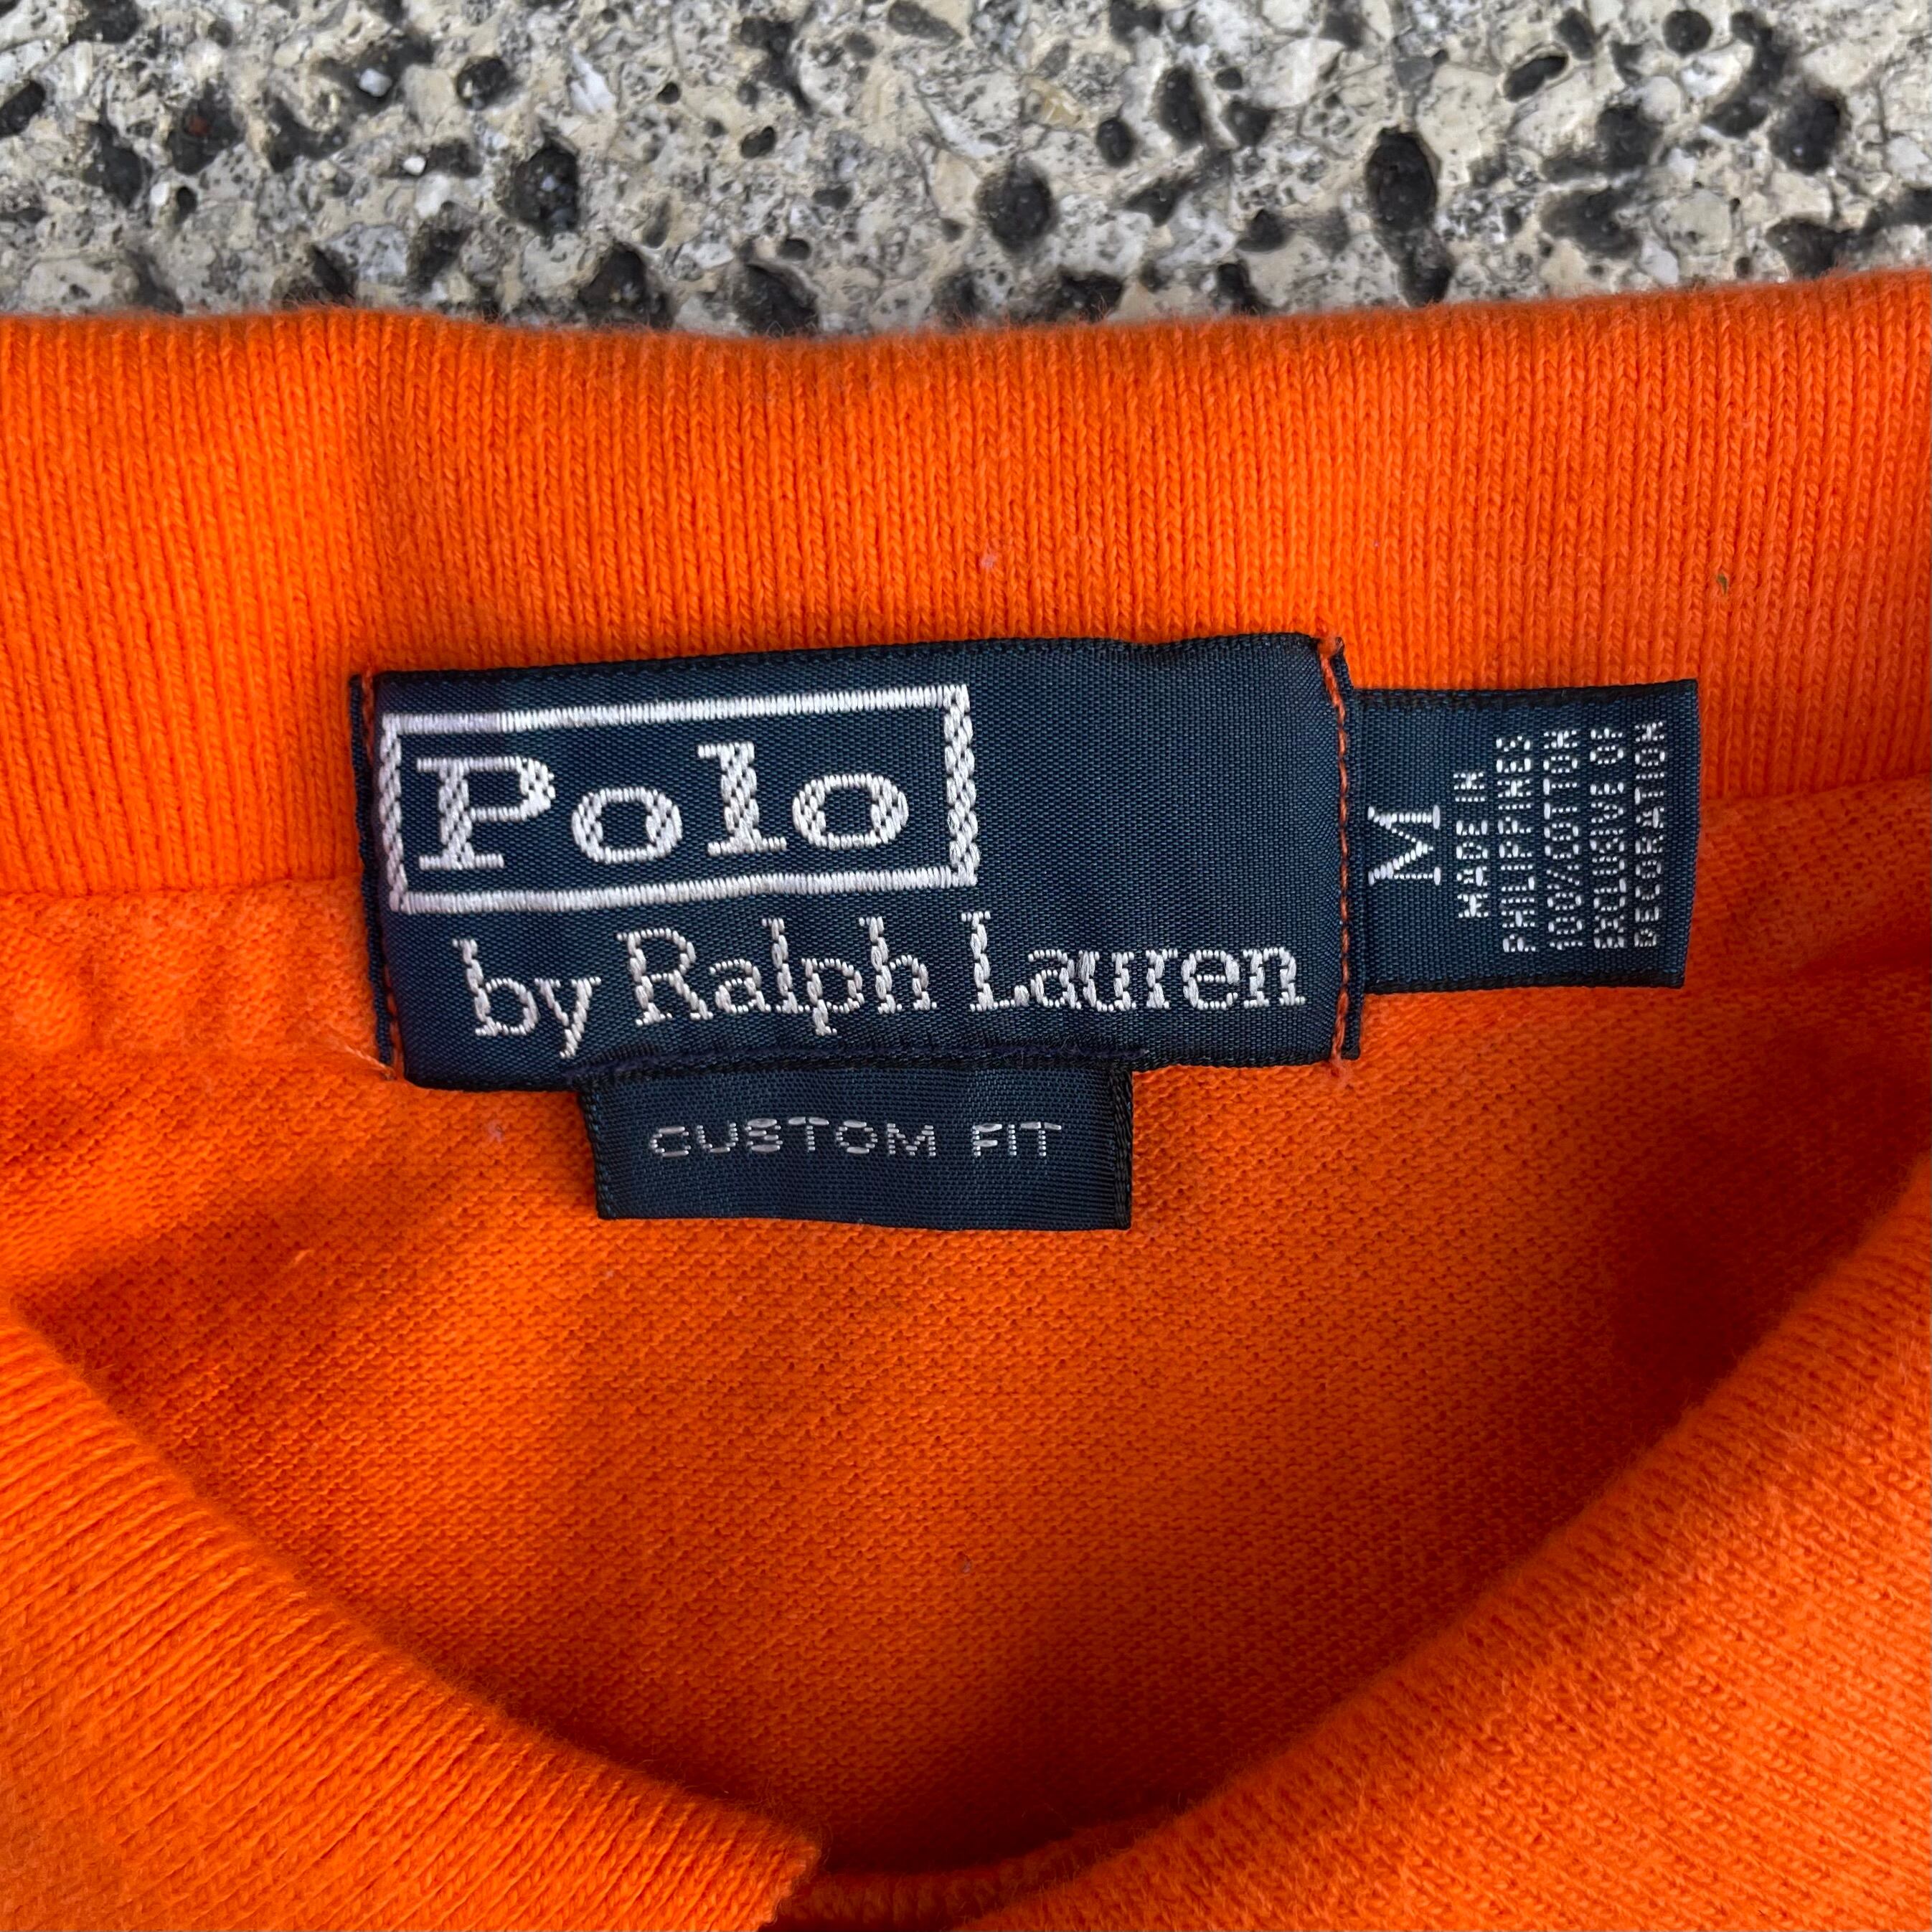 Polo
by Ralph Lauren
CUSTOM FIT
M
MADE IN
PHILIPPINES
100% COTTON
EXCLUSIVE OF
DECORATION